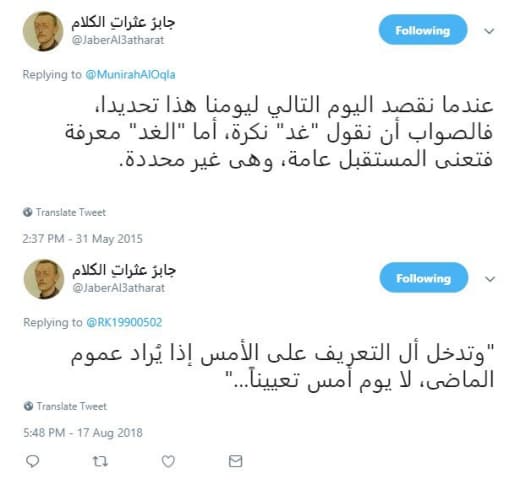 جابرُ عثراتِ الكلام
@JaberAl3atharat
Following
Replying to @MunirahAlOqla
عندما نقصد اليوم التالي ليومنا هذا تحديدا،
فالصواب أن نقول "غد" نكرة، أما "الغد" معرفة
فتعنى المستقبل عامة، وهى غير محددة.
Translate Tweet
2:37 PM - 31 May 2015
جابرُ عثراتِ الكلام
@JaberAl3atharat
Following
Replying to @RK19900502
"وتدخل أل التعريف على الأمس إذا يُراد عموم
الماضى، لا يوم أمس تعييناً..."
Translate Tweet
5:48 PM - 17 Aug 2018